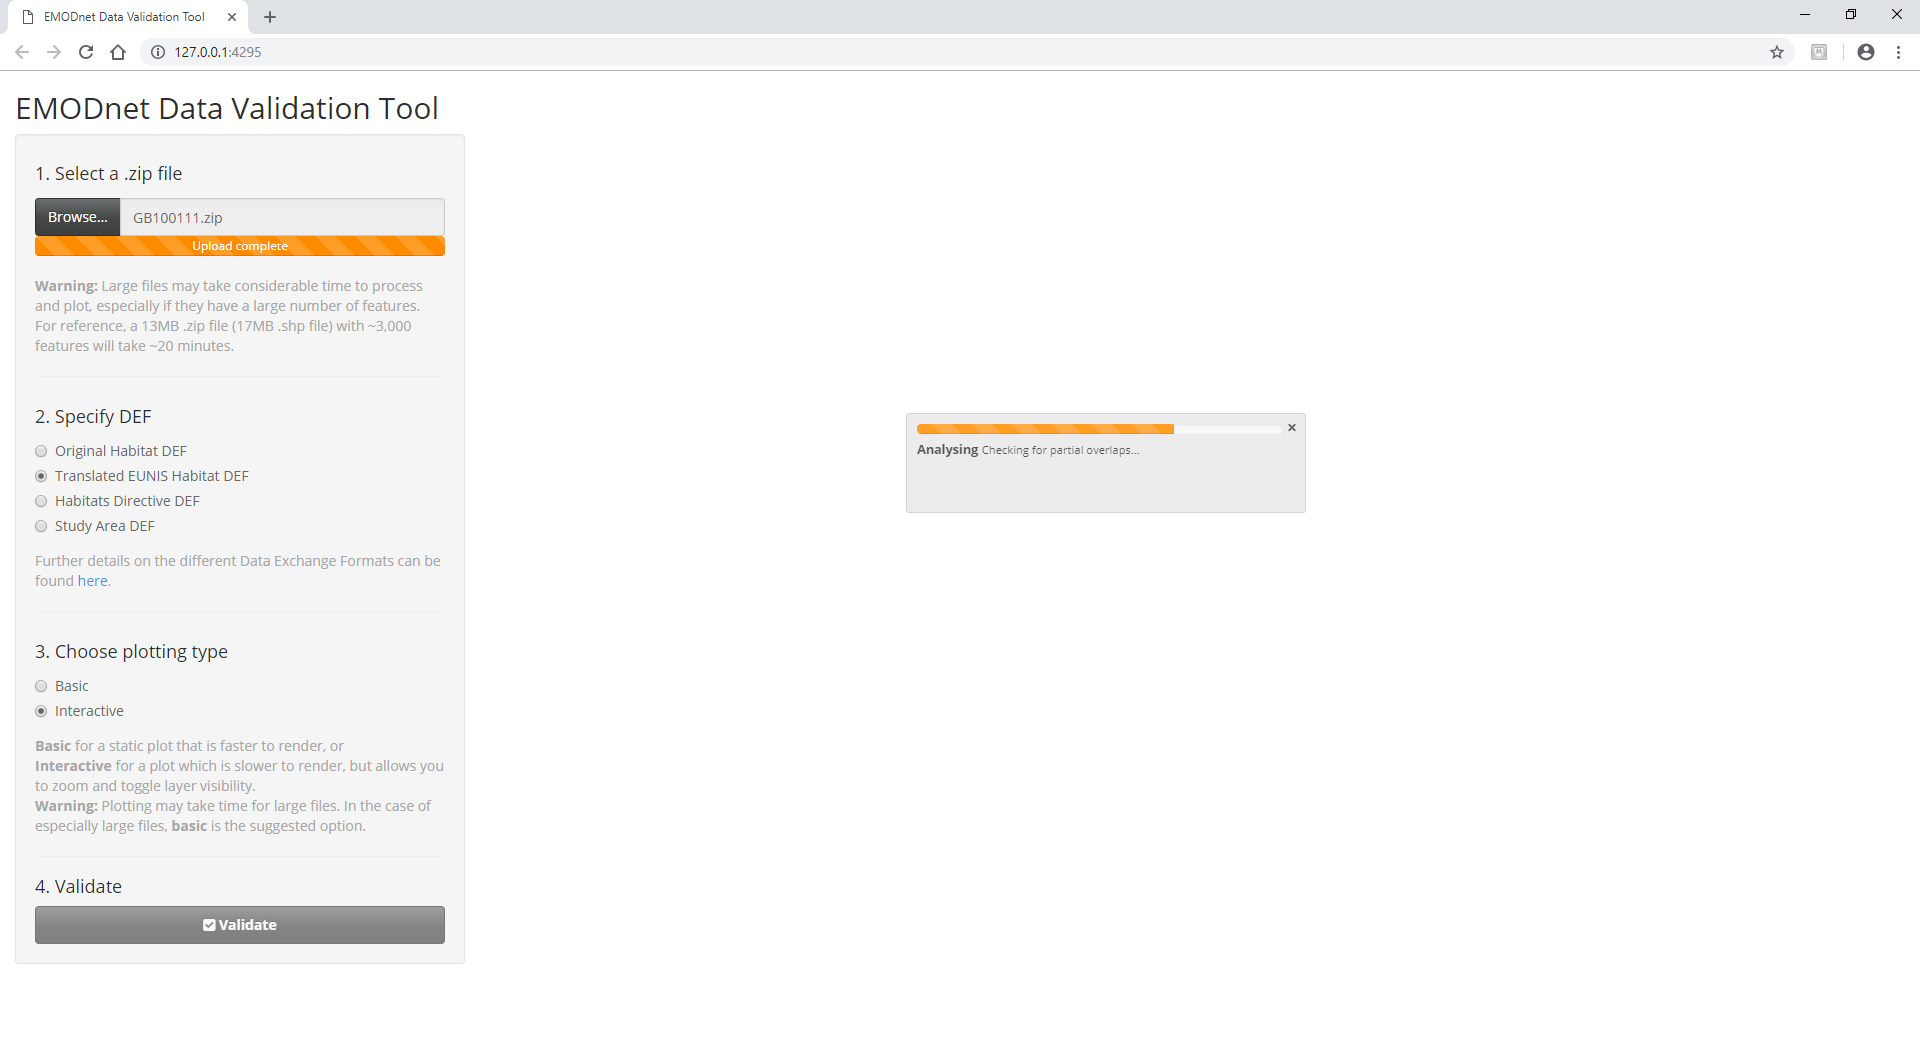 EMODnet Data Validation Tool
127.0.0.1:4295
EMODnet Data Validation Tool
1. Select a .zip file
Browse...
GB100111.zip
Upload complete
Warning: Large files may take considerable time to process
and plot, especially if they have a large number of features.
For reference, a 13MB .zip file (17MB .shp file) with ~3,000
features will take ~20 minutes.
2. Specify DEF
Original Habitat DEF
Translated EUNIS Habitat DEF
Habitats Directive DEF
Study Area DEF
Further details on the different Data Exchange Formats can be
found here.
3. Choose plotting type
Basic
Interactive
Basic for a static plot that is faster to render, or
Interactive for a plot which is slower to render, but allows you
to zoom and toggle layer visibility.
Warning: Plotting may take time for large files. In the case of
especially large files, basic is the suggested option.
4. Validate
Validate
Analysing Checking for partial overlaps...